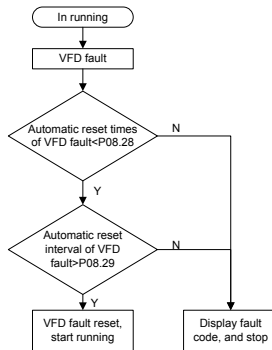 In running
VFD fault
Automatic reset times
of VFD fault<P08.28
N
Y
Automatic reset
interval of VFD
fault>P08.29
N
Y
VFD fault reset,
start running
Display fault
code, and stop